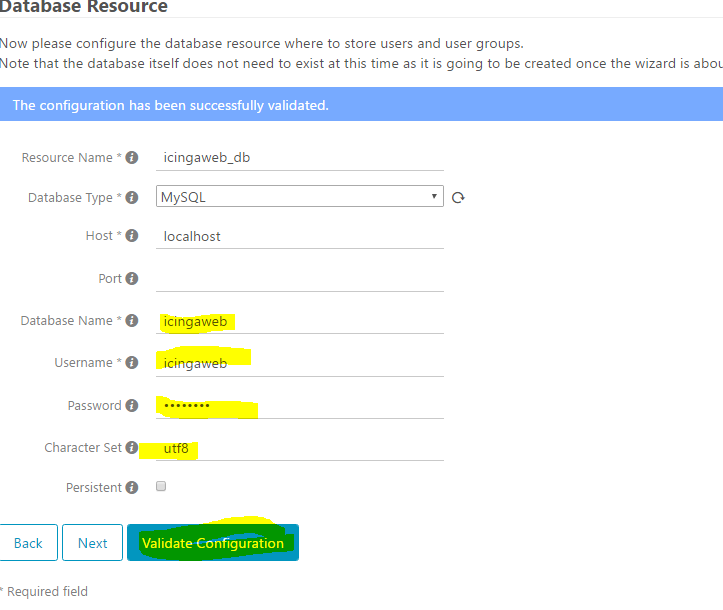 Database Resource
Now please configure the database resource where to store users and user groups.
Note that the database itself does not need to exist at this time as it is going to be created once the wizard is
The configuration has been successfully validated.
Resource Name * i icingaweb_db
Database Type * i MySQL
Host * i localhost
Port i
Database Name * i icingaweb
Username * i icingaweb
Password i ••••••••
Character Set i utf8
Persistent i
Back Next Validate Configuration
* Required field